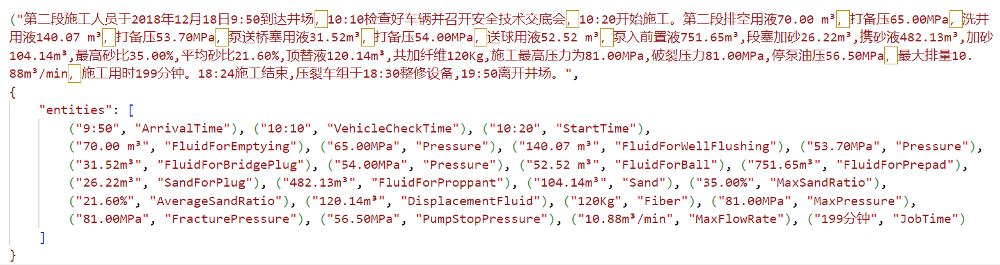 ("第二段施工人员于2018年12月18日9:50到达井场，10:10检查好车辆并召开安全技术交底会，10:20开始施工。第二段排空用液70.00 m³，打备压65.00MPa，洗井
用液140.07 m³，打备压53.70MPa，泵送桥塞用液31.52m³，打备压54.00MPa，送球用液52.52 m³，泵入前置液751.65m³,段塞加砂26.22m³,携砂液482.13m³,加砂
104.14m³,最高砂比35.00%,平均砂比21.60%,顶替液120.14m³,共加纤维120Kg,施工最高压力为81.00MPa,破裂压力81.00MPa,停泵油压56.50MPa，最大排量10.
88m³/min，施工用时199分钟。18:24施工结束,压裂车组于18:30整修设备,19:50离开井场。",
{
"entities": [
("9:50", "ArrivalTime"), ("10:10", "VehicleCheckTime"), ("10:20", "StartTime"),
("70.00 m³", "FluidForEmptying"), ("65.00MPa", "Pressure"), ("140.07 m³", "FluidForWellFlushing"), ("53.70MPa", "Pressure"),
("31.52m³", "FluidForBridgePlug"), ("54.00MPa", "Pressure"), ("52.52 m³", "FluidForBall"), ("751.65m³", "FluidForPrepad"),
("26.22m³", "SandForPlug"), ("482.13m³", "FluidForProppant"), ("104.14m³", "Sand"), ("35.00%", "MaxSandRatio"),
("21.60%", "AverageSandRatio"), ("120.14m³", "DisplacementFluid"), ("120Kg", "Fiber"), ("81.00MPa", "MaxPressure"),
("81.00MPa", "FracturePressure"), ("56.50MPa", "PumpStopPressure"), ("10.88m³/min", "MaxFlowRate"), ("199分钟", "JobTime")
]
}